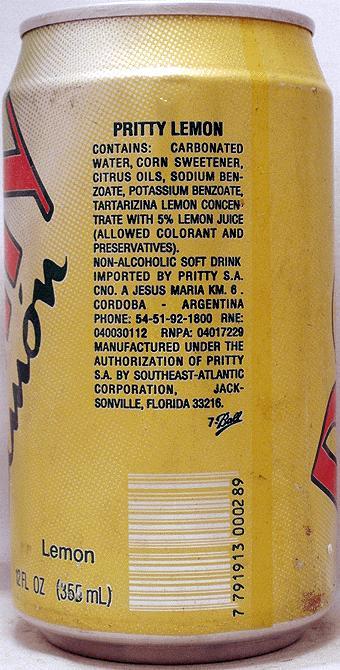 PRITTY LEMON
CONTAINS: CARBONATED
WATER, CORN SWEETENER,
CITRUS OILS, SODIUM BEN-
ZOATE, POTASSIUM BENZOATE,
TARTARIZINA LEMON CONCEN-
TRATE WITH 5% LEMON JUICE
(ALLOWED COLORANT AND
PRESERVATIVES).
NON-ALCOHOLIC SOFT DRINK
IMPORTED BY PRITTY S.A.
CNO. A JESUS MARIA KM. 6.
CORDOBA - ARGENTINA
PHONE: 54-51-92-1800 RNE:
040030112 RNPA: 04017229
MANUFACTURED UNDER THE
AUTHORIZATION OF PRITTY
S.A. BY SOUTHEAST-ATLANTIC
CORPORATION, JACK-
SONVILLE, FLORIDA 33216.
7-Ball
Lemon
12 FL OZ (355 mL)
7 791913 000289